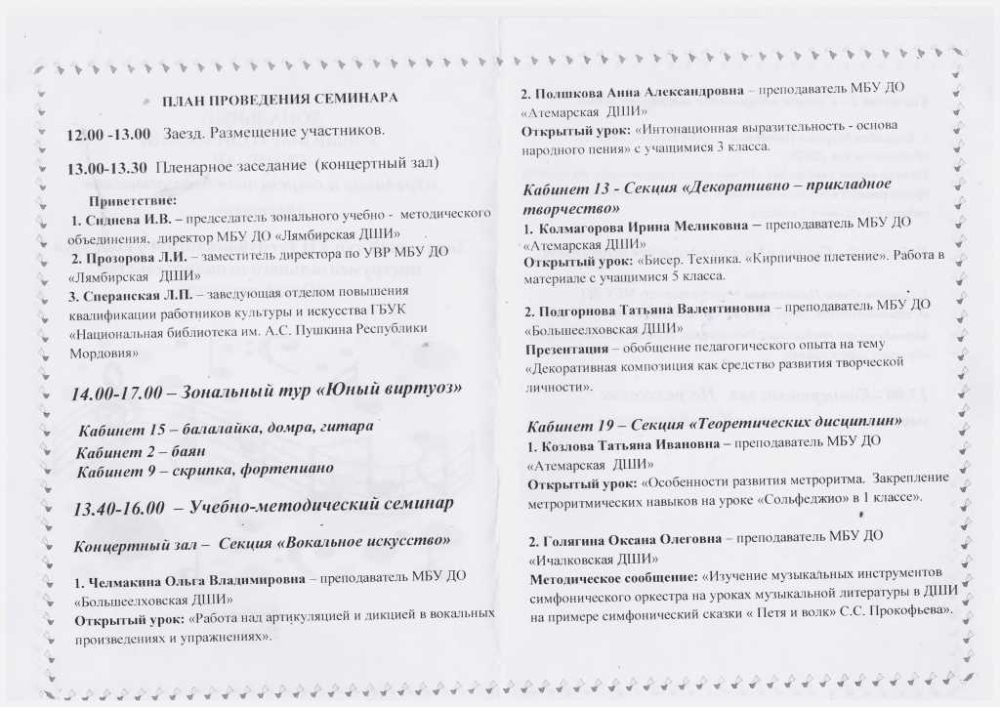 ПЛАН ПРОВЕДЕНИЯ СЕМИНАРА
12.00 -13.00 Заезд. Размещение участников.
13.00-13.30 Пленарное заседание (концертный зал)
Приветствие:
1. Сиднева И.В. – председатель зонального учебно - методического
объединения, директор МБУ ДО «Лямбирская ДШИ»
2. Прозорова Л.И. – заместитель директора по УВР МБУ ДО
«Лямбирская ДШИ»
3. Сперанская Л.П. – заведующая отделом повышения
квалификации работников культуры и искусства ГБУК
«Национальная библиотека им. А.С. Пушкина Республики
Мордовия»
14.00-17.00 – Зональный тур «Юный виртуоз»
Кабинет 15 – балалайка, домра, гитара
Кабинет 2 – баян
Кабинет 9 – скрипка, фортепиано
13.40-16.00 – Учебно-методический семинар
Концертный зал – Секция «Вокальное искусство»
1. Челмакина Ольга Владимировна – преподаватель МБУ ДО
«Большеелховская ДШИ»
Открытый урок: «Работа над артикуляцией и дикцией в вокальных
произведениях и упражнениях».
2. Полшкова Анна Александровна – преподаватель МБУ ДО
«Атемарская ДШИ»
Открытый урок: «Интонационная выразительность - основа
народного пения» с учащимися 3 класса.
Кабинет 13 - Секция «Декоративно – прикладное
творчество»
1. Колмагорова Ирина Меликовна – преподаватель МБУ ДО
«Атемарская ДШИ»
Открытый урок: «Бисер. Техника. «Кирпичное плетение». Работа в
материале с учащимися 5 класса.
2. Подгорнова Татьяна Валентиновна – преподаватель МБУ ДО
«Большеелховская ДШИ»
Презентация – обобщение педагогического опыта на тему
«Декоративная композиция как средство развития творческой
личности».
Кабинет 19 – Секция «Теоретических дисциплин»
1. Козлова Татьяна Ивановна – преподаватель МБУ ДО
«Атемарская ДШИ»
Открытый урок: «Особенности развития метроритма. Закрепление
метроритмических навыков на уроке «Сольфеджио» в 1 классе».
2. Голягина Оксана Олеговна – преподаватель МБУ ДО
«Ичалковская ДШИ»
Методическое сообщение: «Изучение музыкальных инструментов
симфонического оркестра на уроках музыкальной литературы в ДШИ
на примере симфонический сказки « Петя и волк» С.С. Прокофьева».